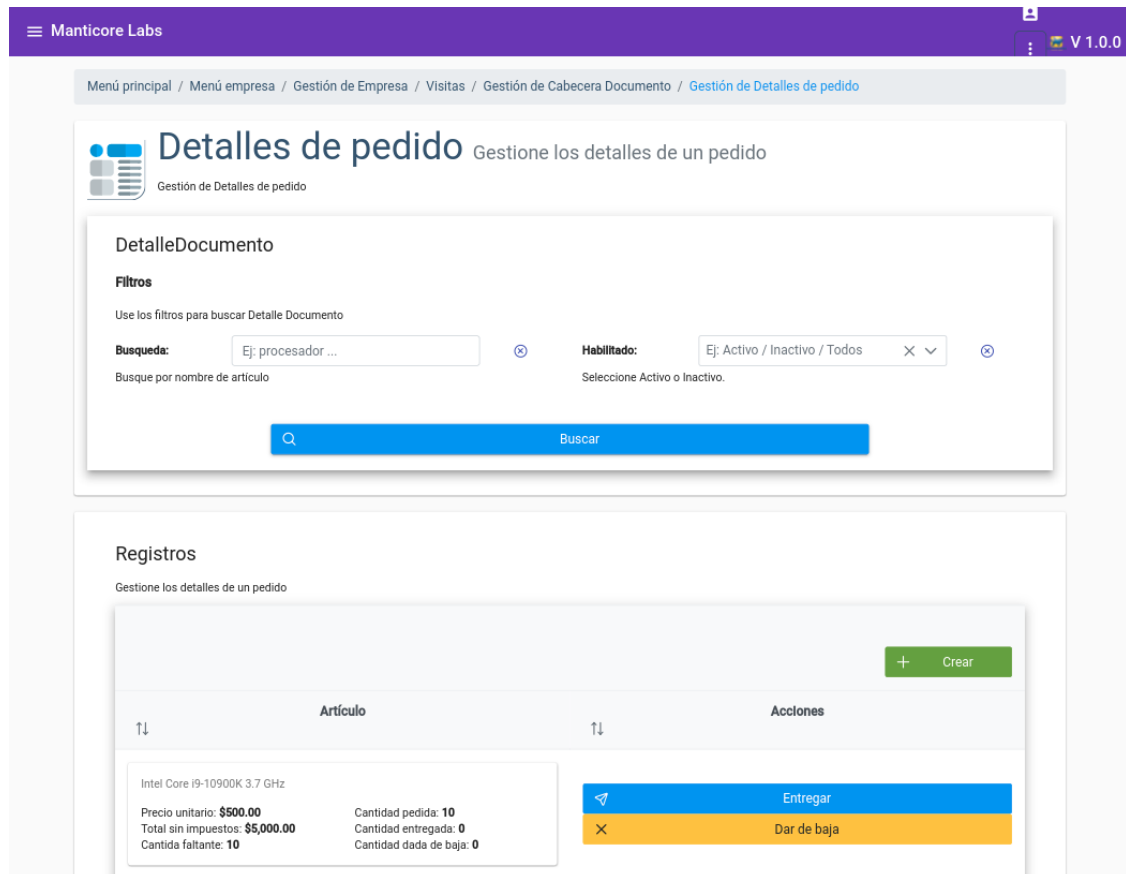 Manticore Labs
V 1.0.0
Menú principal / Menú empresa / Gestión de Empresa / Visitas / Gestión de Cabecera Documento / Gestión de Detalles de pedido
Detalles de pedido Gestione los detalles de un pedido
Gestión de Detalles de pedido
DetalleDocumento
Filtros
Use los filtros para buscar Detalle Documento
Busqueda: Ej: procesador ... Habilitado: Ej: Activo / Inactivo / Todos
Busque por nombre de artículo Seleccione Activo o Inactivo.
Buscar
Registros
Gestione los detalles de un pedido
Crear
Artículo Acciones
Intel Core i9-10900K 3.7 GHz
Precio unitario: $500.00 Cantidad pedida: 10
Total sin impuestos: $5,000.00 Cantidad entregada: 0
Cantida faltante: 10 Cantidad dada de baja: 0
Entregar
Dar de baja